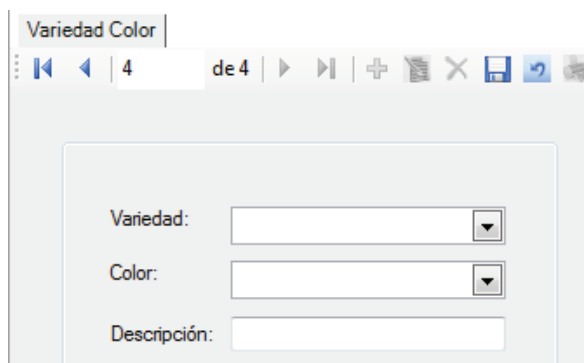 Variedad Color
4 de 4
Variedad:
Color:
Descripción: